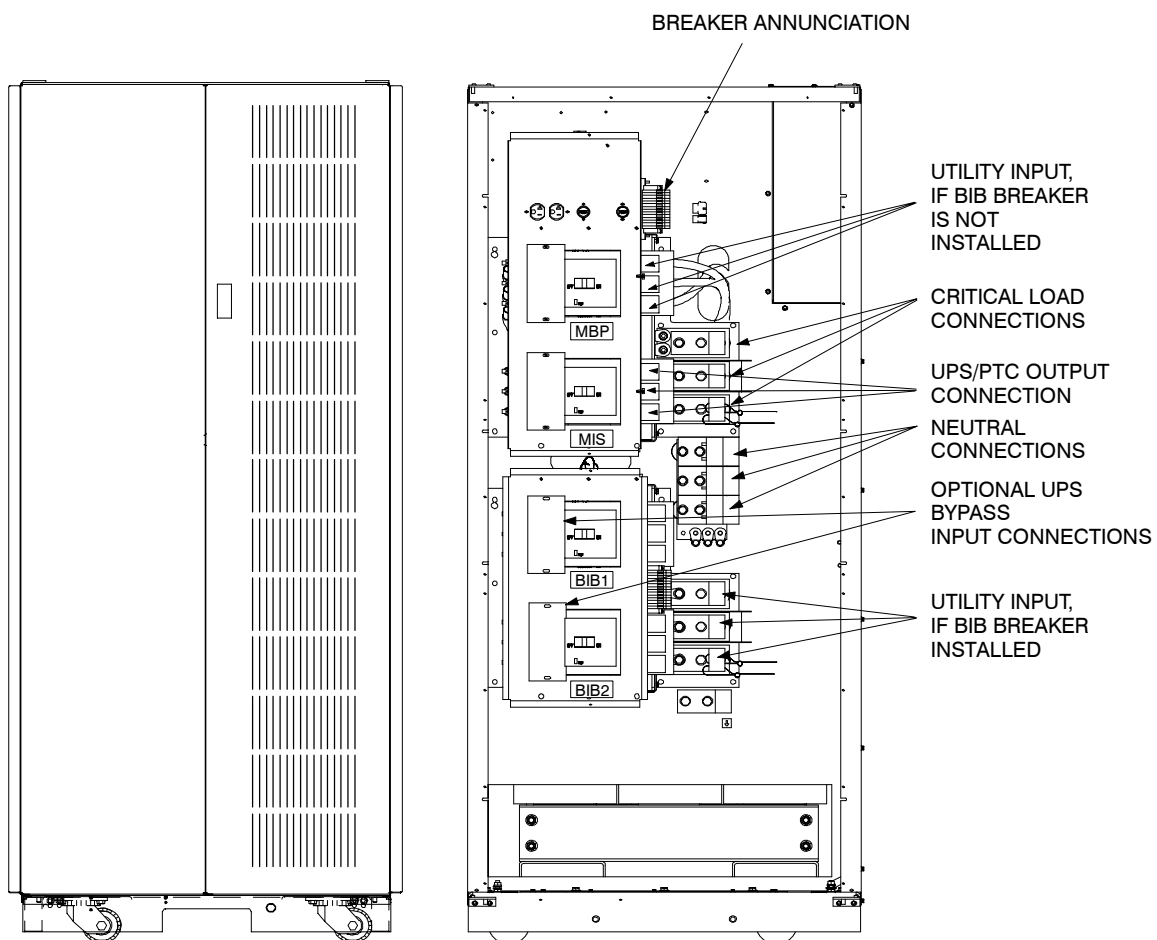 BREAKER ANNUNCIATION
UTILITY INPUT,
IF BIB BREAKER
IS NOT
INSTALLED
CRITICAL LOAD
CONNECTIONS
MBP
UPS/PTC OUTPUT
CONNECTION
MIS
NEUTRAL
CONNECTIONS
OPTIONAL UPS
BYPASS
INPUT CONNECTIONS
BIB1
UTILITY INPUT,
IF BIB BREAKER
INSTALLED
BIB2